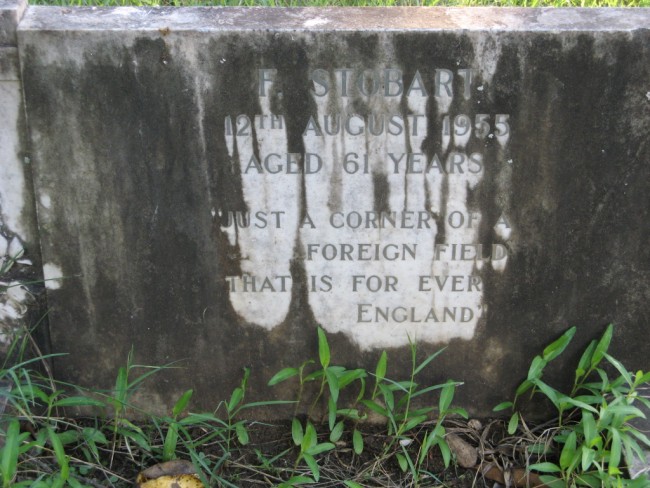 F. STOBART
12TH AUGUST 1955
AGED 61 YEARS
JUST A CORNER OF A
FOREIGN FIELD
THAT IS FOR EVER
ENGLAND